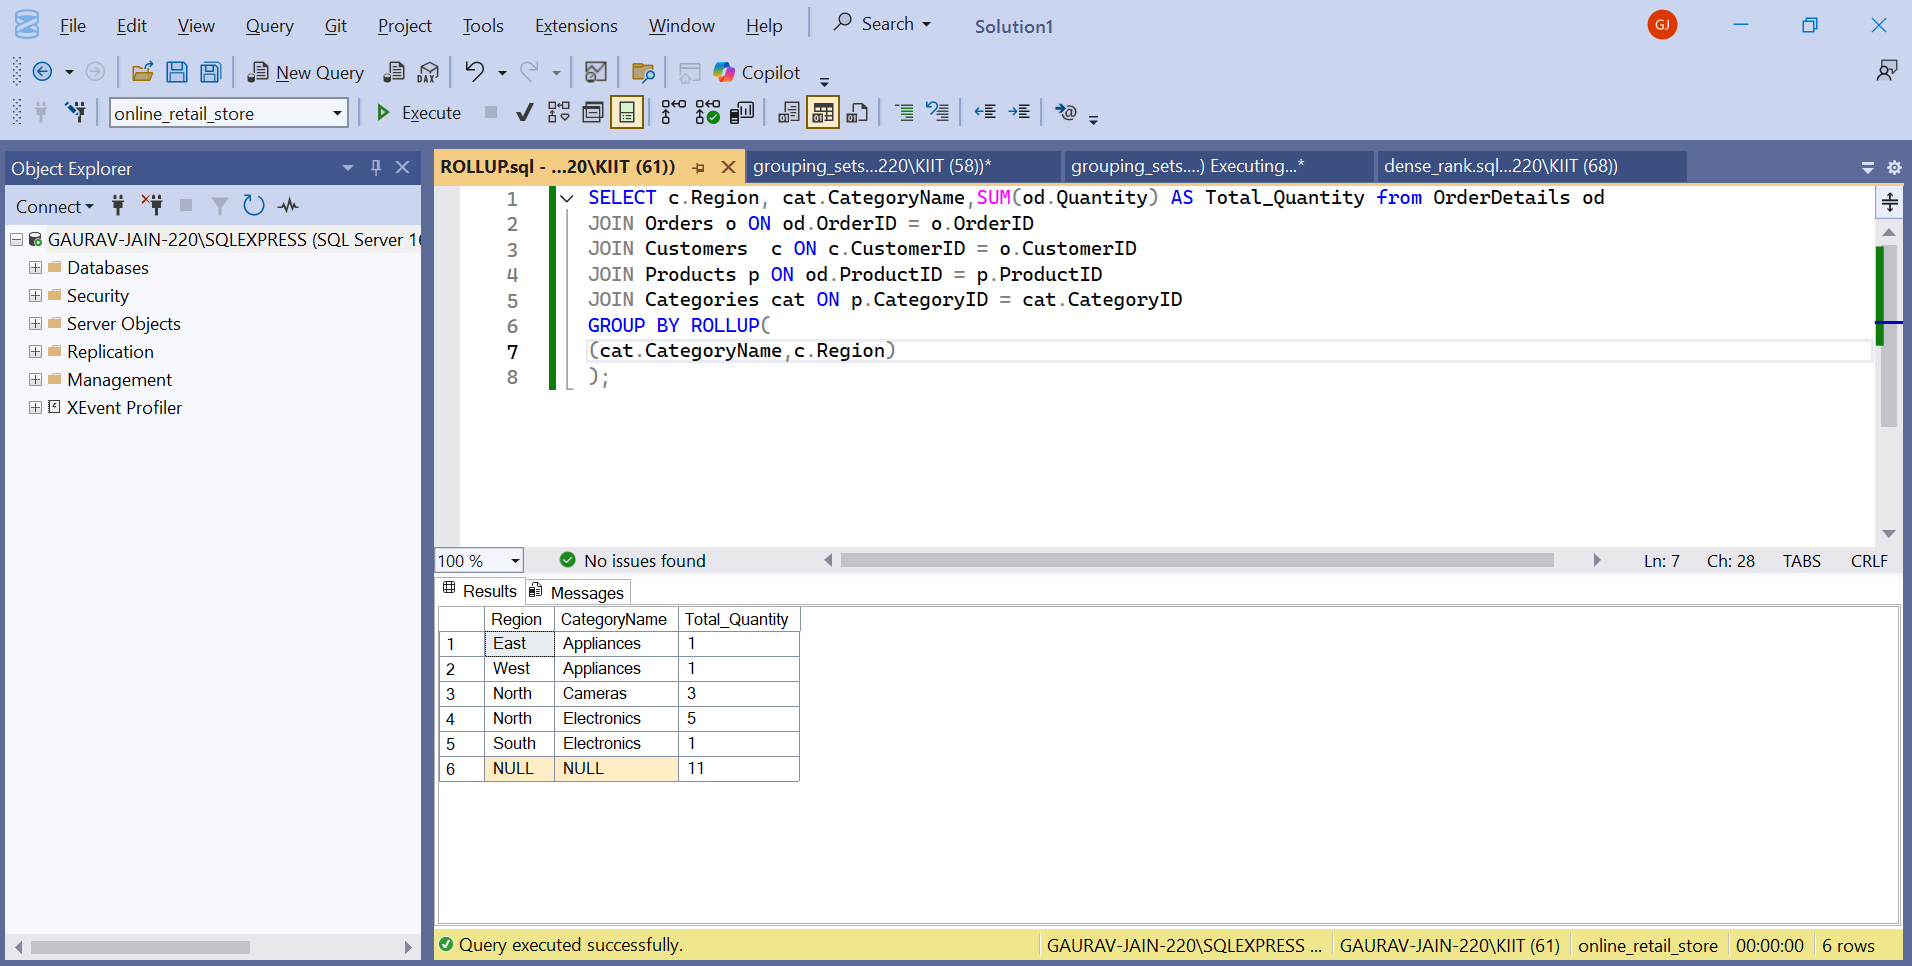 File Edit View Query Git Project Tools Extensions Window Help Search Solution1 GJ
New Query DAX Copilot
online_retail_store Execute
Object Explorer
Connect
GAURAV-JAIN-220\SQLEXPRESS (SQL Server 16
Databases
Security
Server Objects
Replication
Management
XEvent Profiler
ROLLUP.sql - ...20\KIIT (61)) grouping_sets...220\KIIT (58))* grouping_sets....) Executing...* dense_rank.sql...220\KIIT (68))
1 SELECT c.Region, cat.CategoryName,SUM(od.Quantity) AS Total_Quantity from OrderDetails od
2 JOIN Orders o ON od.OrderID = o.OrderID
3 JOIN Customers  c ON c.CustomerID = o.CustomerID
4 JOIN Products p ON od.ProductID = p.ProductID
5 JOIN Categories cat ON p.CategoryID = cat.CategoryID
6 GROUP BY ROLLUP(
7 (cat.CategoryName,c.Region)
8 );
100 % No issues found Ln: 7 Ch: 28 TABS CRLF
Results Messages
Region CategoryName Total_Quantity
1 East Appliances 1
2 West Appliances 1
3 North Cameras 3
4 North Electronics 5
5 South Electronics 1
6 NULL NULL 11
Query executed successfully. GAURAV-JAIN-220\SQLEXPRESS ... GAURAV-JAIN-220\KIIT (61) online_retail_store 00:00:00 6 rows